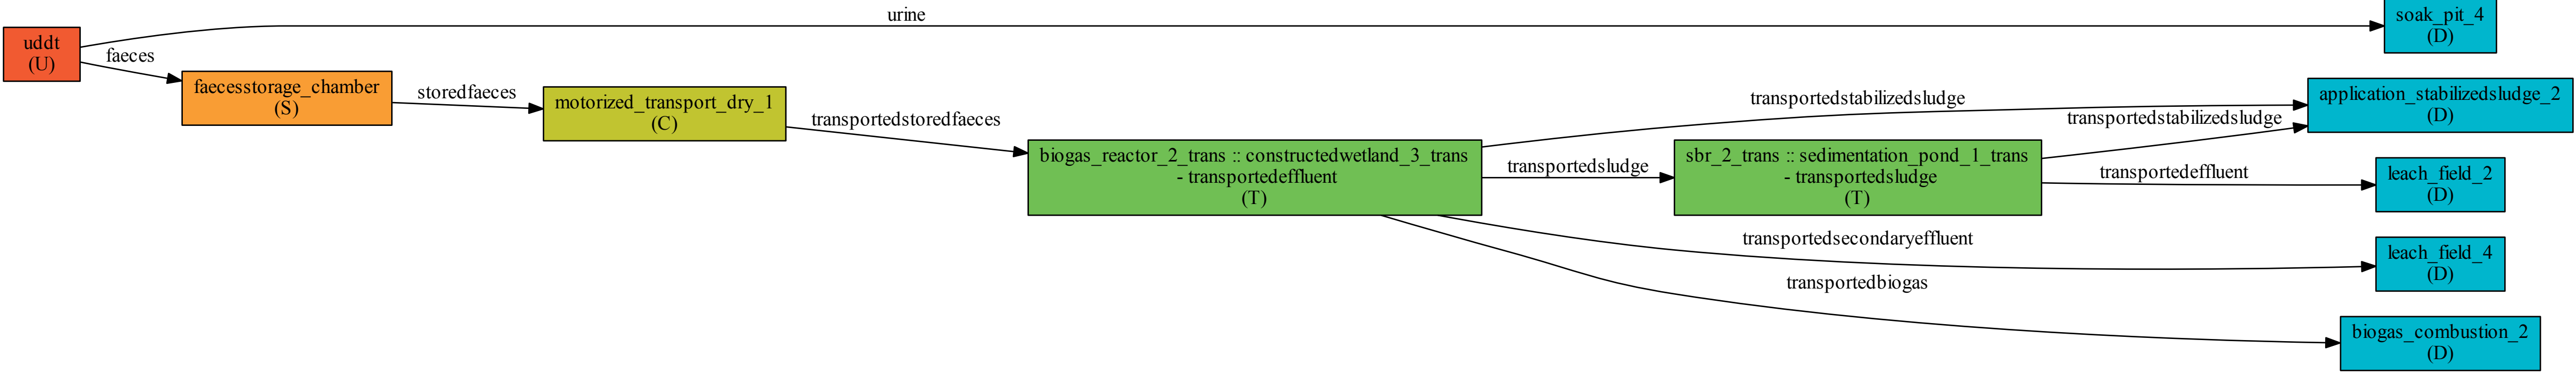 urine
uddt
(U)
faeces
faecesstorage_chamber
(S)
storedfaeces
motorized_transport_dry_1
(C)
transportedstoredfaeces
biogas_reactor_2_trans :: constructedwetland_3_trans
- transportedeffluent
(T)
transportedstabilizedsludge
transportedsludge
transportedsecondaryeffluent
transportedbiogas
sbr_2_trans :: sedimentation_pond_1_trans
- transportedsludge
(T)
transportedstabilizedsludge
transportedeffluent
soak_pit_4
(D)
application_stabilizedsludge_2
(D)
leach_field_2
(D)
leach_field_4
(D)
biogas_combustion_2
(D)